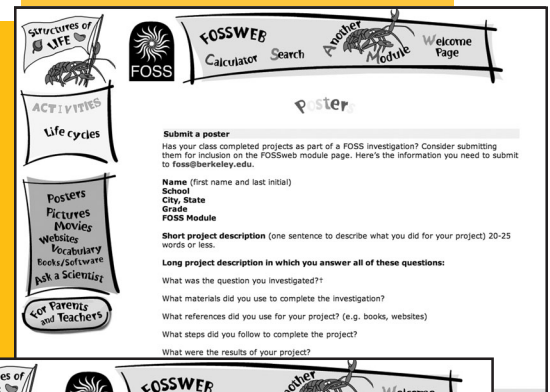 Structures of
LIFE
ACTIVITIES
Life cycles
Posters
Pictures
Movies
Websites
Vocabulary
Books/Software
Ask a Scientist
For Parents
and Teachers
FOSS
FOSSWEB
Calculator
Search
Another
Module
Welcome
Page
Poster
Submit a poster
Has your class completed projects as part of a FOSS investigation? Consider submitting
them for inclusion on the FOSSweb module page. Here's the information you need to submit
to foss@berkeley.edu.
Name (first name and last initial)
School
City, State
Grade
FOSS Module
Short project description (one sentence to describe what you did for your project) 20-25
words or less.
Long project description in which you answer all of these questions:
What was the question you investigated?†
What materials did you use to complete the investigation?
What references did you use for your project? (e.g. books, websites)
What steps did you follow to complete the project?
What were the results of your project?
es of
FOSSWEB